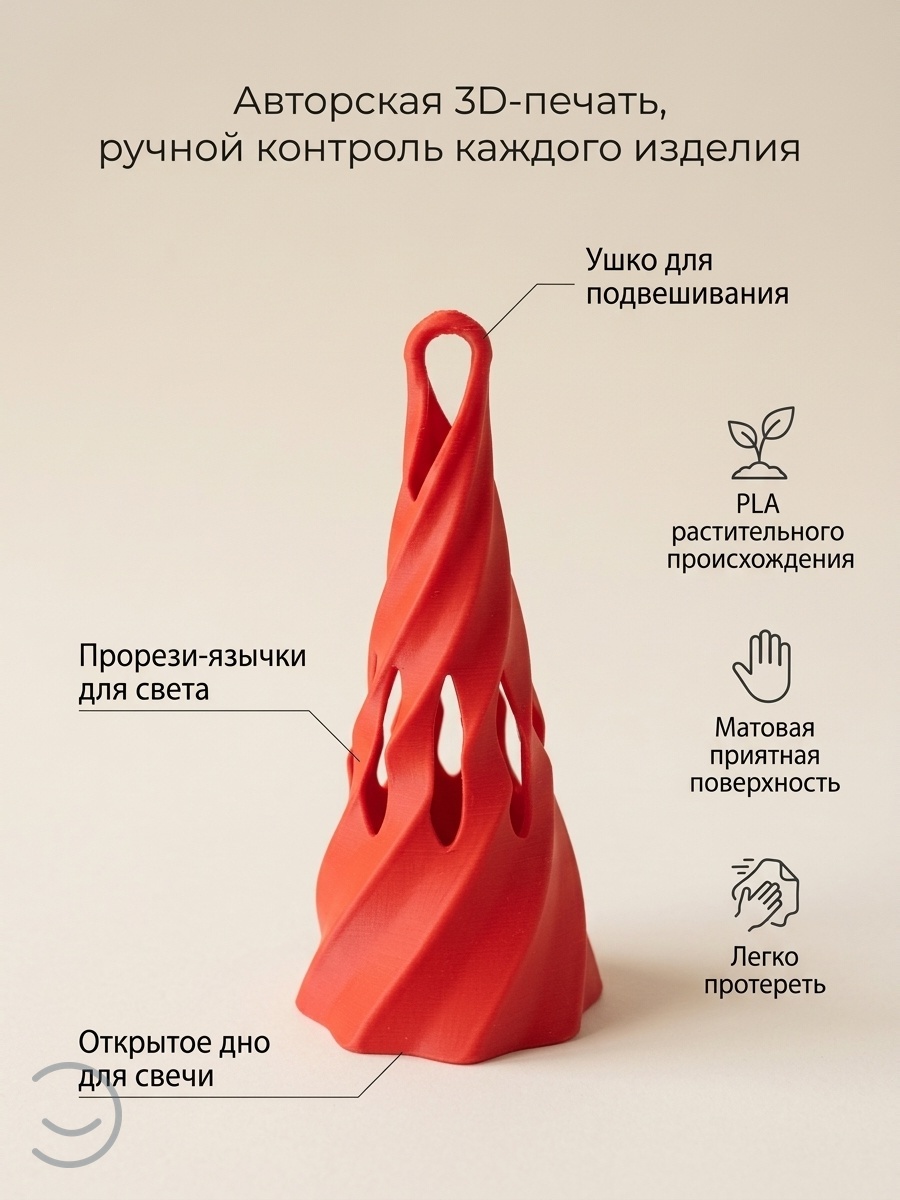 Авторская 3D-печать,
ручной контроль каждого изделия
Ушко для
подвешивания
PLA
растительного
происхождения
Прорези-язычки
для света
Матовая
приятная
поверхность
Легко
протереть
Открытое дно
для свечи